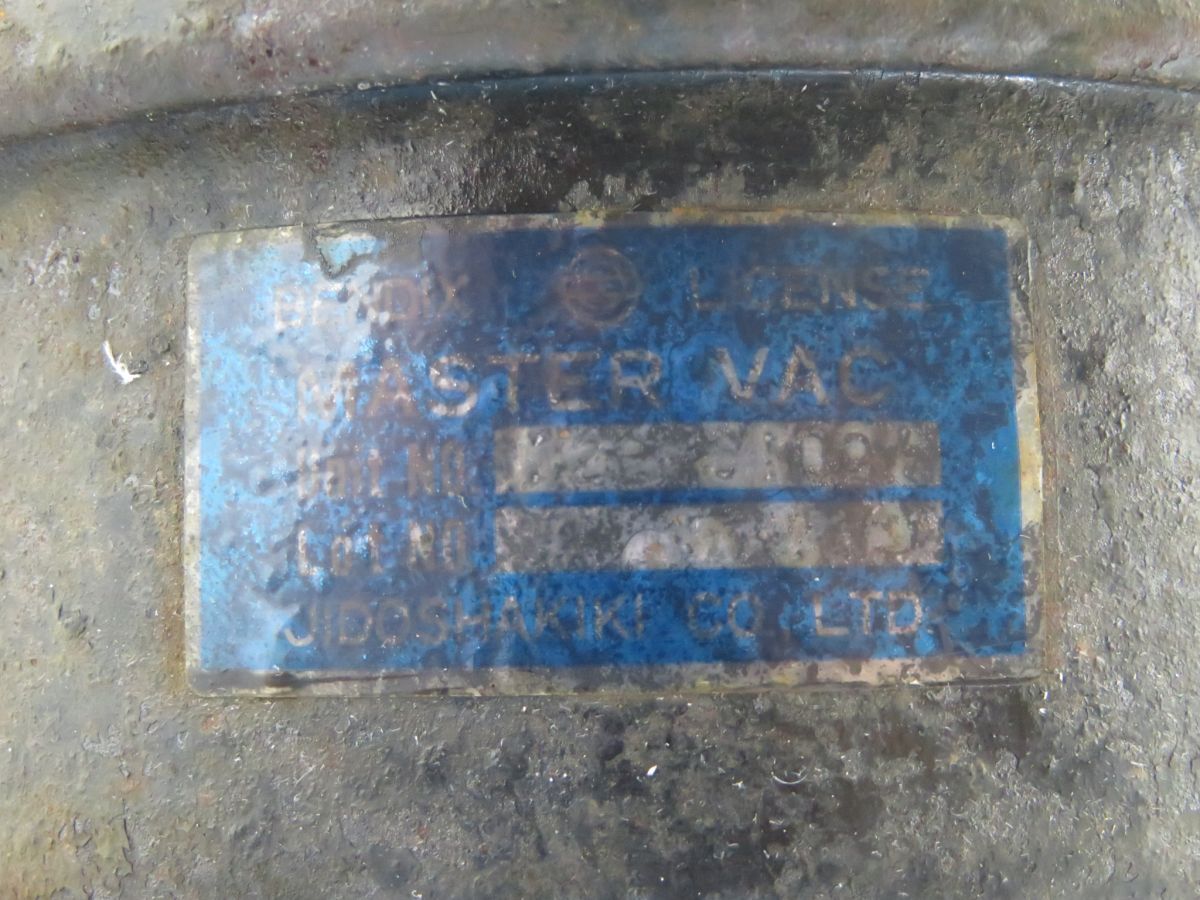 BENDIX LICENSE
MASTER VAC
Unit NO.
Lot NO.
JIDOSHAKIKI CO., LTD.